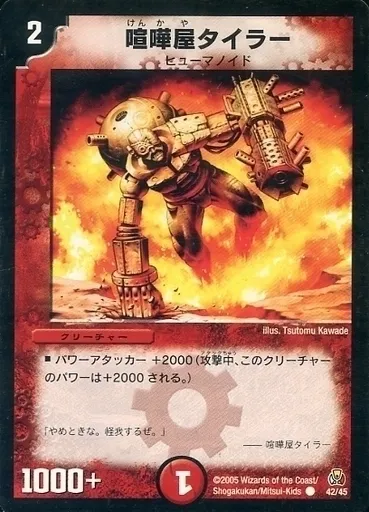 2
けんかや
喧嘩屋タイラー
ヒューマノイド
illus. Tsutomu Kawade
クリーチャー
■ パワーアタッカー +2000(攻撃中、このクリーチャー
のパワーは+2000 される。)
「やめときな。怪我するぜ。」
—— 喧嘩屋タイラー
1000+
1
©2005 Wizards of the Coast/
Shogakukan/Mitsui-Kids
42/45